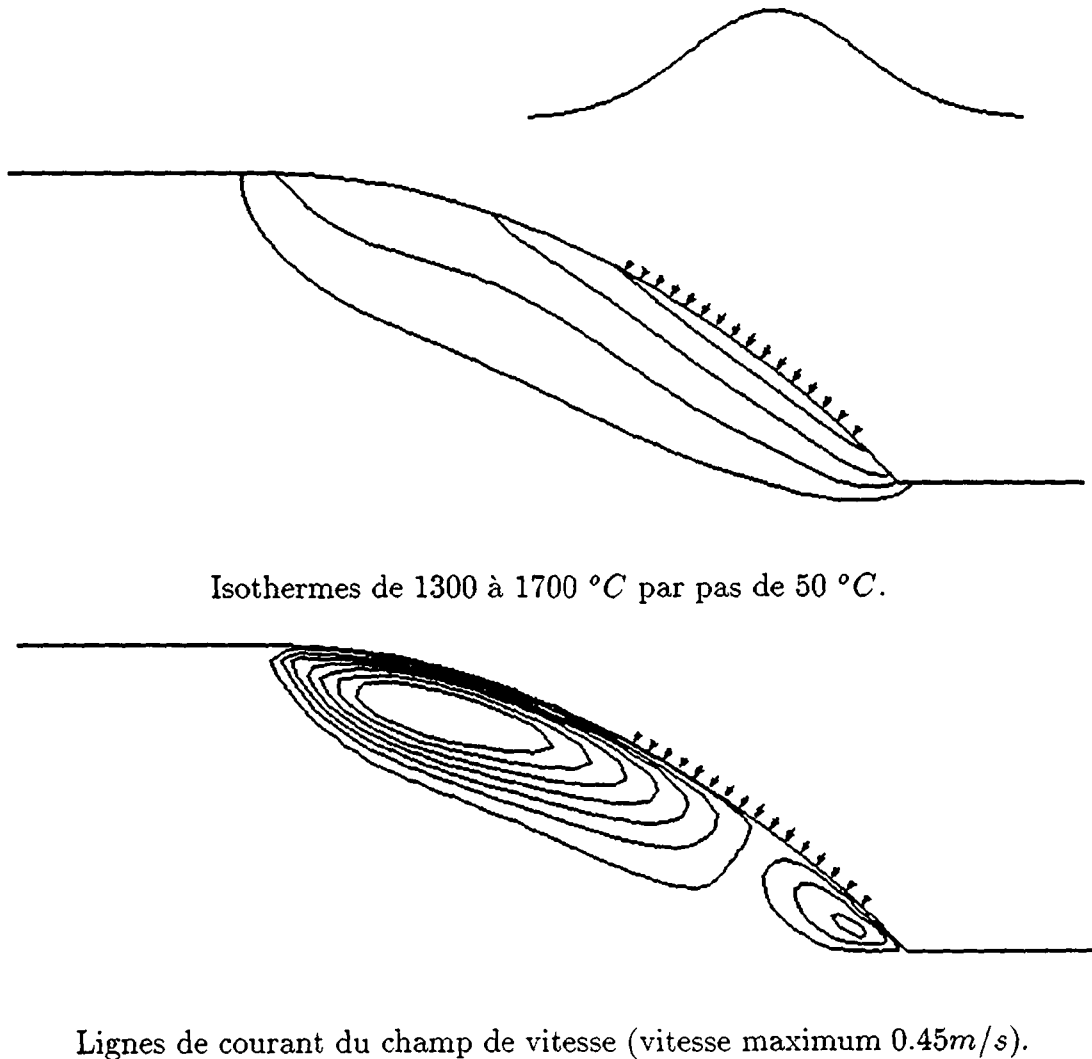 Isothermes de 1300 à 1700 °C par pas de 50 °C.
Lignes de courant du champ de vitesse (vitesse maximum 0.45m/s).